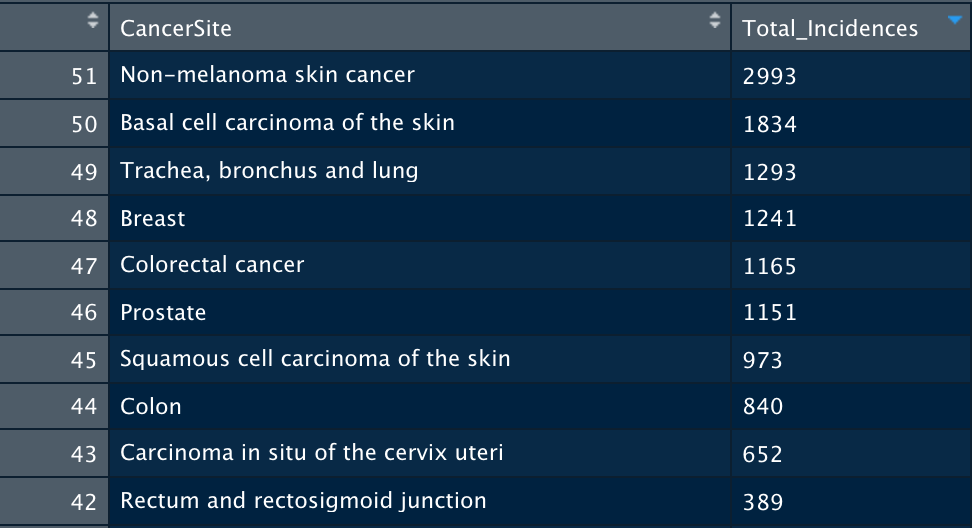 CancerSite Total_Incidences
51 Non-melanoma skin cancer 2993
50 Basal cell carcinoma of the skin 1834
49 Trachea, bronchus and lung 1293
48 Breast 1241
47 Colorectal cancer 1165
46 Prostate 1151
45 Squamous cell carcinoma of the skin 973
44 Colon 840
43 Carcinoma in situ of the cervix uteri 652
42 Rectum and rectosigmoid junction 389